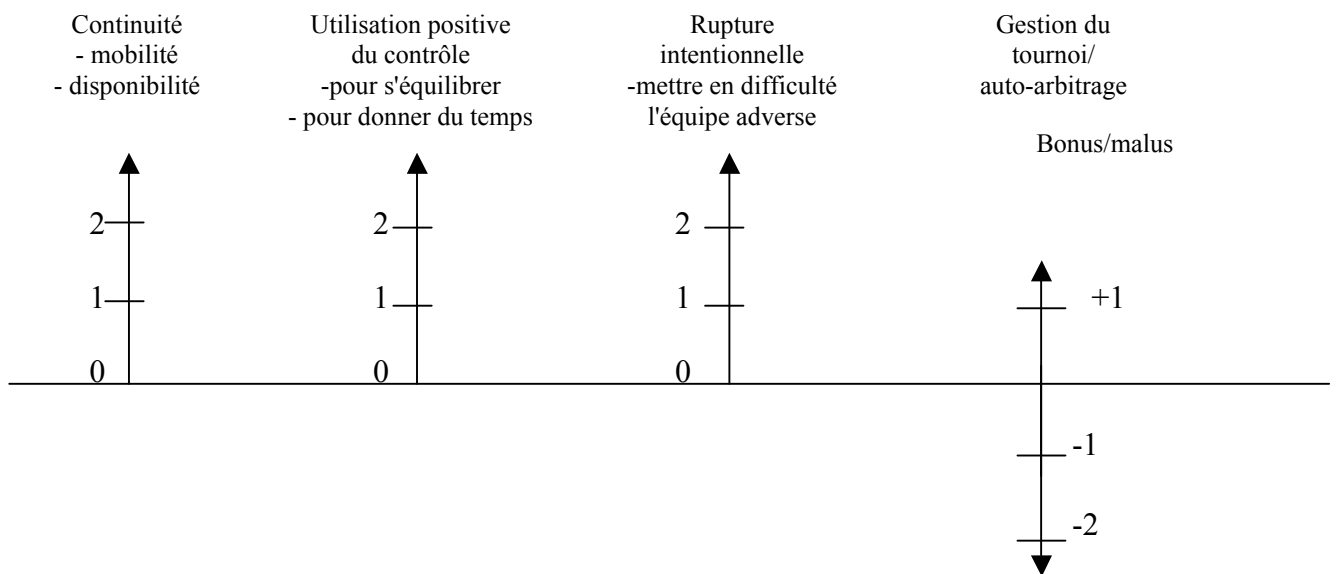 Continuité
- mobilité
- disponibilité
Utilisation positive
du contrôle
-pour s'équilibrer
- pour donner du temps
Rupture
intentionnelle
-mettre en difficulté
l'équipe adverse
Gestion du
tournoi/
auto-arbitrage
Bonus/malus
2
1
0
2
1
0
2
1
0
+1
-1
-2